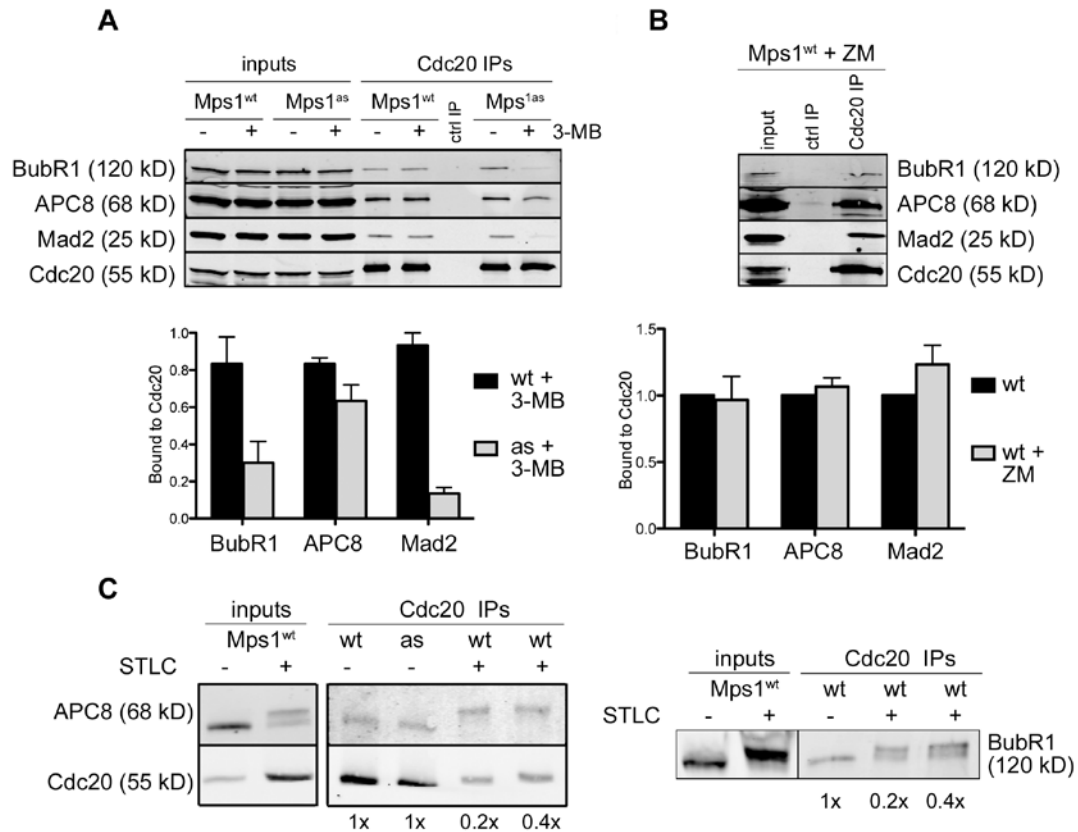 A
inputs Cdc20 IPs
Mps1wt Mps1as Mps1wt ctrl IP Mps1as
- + - + - + - + 3-MB
BubR1 (120 kD)
APC8 (68 kD)
Mad2 (25 kD)
Cdc20 (55 kD)
Bound to Cdc20
1.0
0.8
0.6
0.4
0.2
0.0
BubR1 APC8 Mad2
wt +
3-MB
as +
3-MB
B
Mps1wt + ZM
input ctrl IP Cdc20 IP
BubR1 (120 kD)
APC8 (68 kD)
Mad2 (25 kD)
Cdc20 (55 kD)
Bound to Cdc20
1.5
1.0
0.5
0.0
BubR1 APC8 Mad2
wt
wt +
ZM
C
inputs Cdc20 IPs
Mps1wt wt as wt wt
STLC - + - - + +
APC8 (68 kD)
Cdc20 (55 kD)
1x 1x 0.2x 0.4x
inputs Cdc20 IPs
Mps1wt wt wt wt
STLC - + - + +
BubR1
(120 kD)
1x 0.2x 0.4x